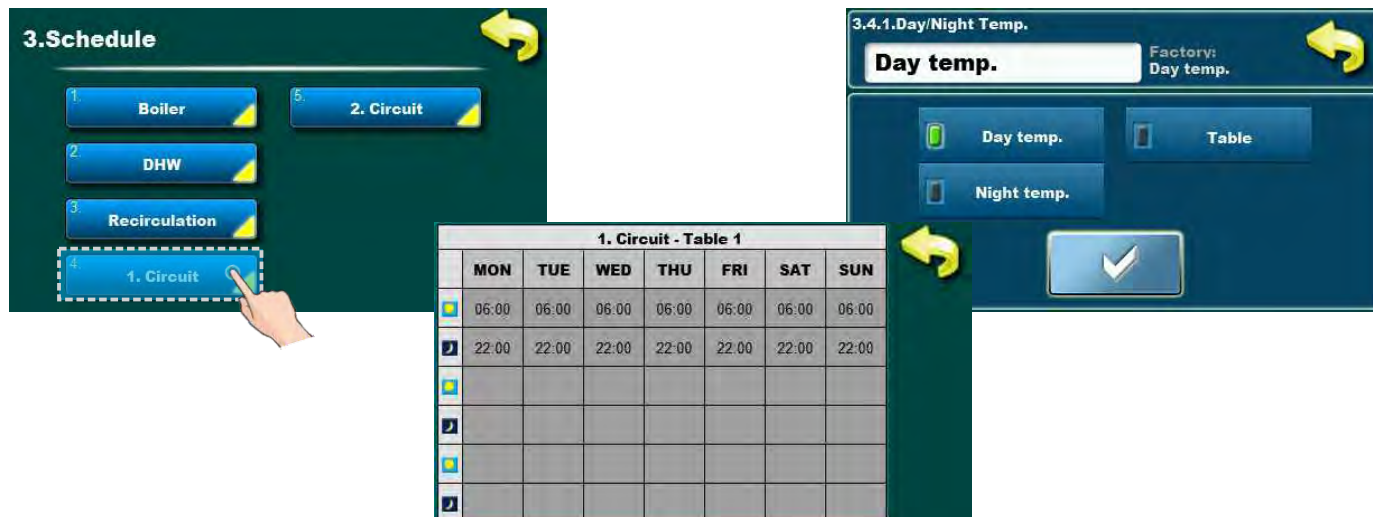 3.Schedule
1. Boiler
5. 2. Circuit
2. DHW
3. Recirculation
4. 1. Circuit
1. Circuit - Table 1
MON TUE WED THU FRI SAT SUN
06:00 06:00 06:00 06:00 06:00 06:00 06:00
22:00 22:00 22:00 22:00 22:00 22:00 22:00
3.4.1.Day/Night Temp.
Day temp.
Factory:
Day temp.
Day temp. Table
Night temp.